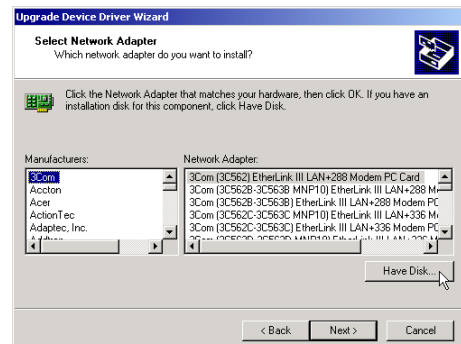 Upgrade Device Driver Wizard
Select Network Adapter
Which network adapter do you want to install?
Click the Network Adapter that matches your hardware, then click OK. If you have an
installation disk for this component, click Have Disk.
Manufacturers:
3Com
Accton
Acer
ActionTec
Adaptec, Inc.
Network Adapter:
3Com (3C562) EtherLink III LAN+288 Modem PC Card
3Com (3C562B-3C563B MNP10) EtherLink III LAN+288
3Com (3C562B-3C563B) EtherLink III LAN+288 Modem PC
3Com (3C562C-3C563C MNP10) EtherLink III LAN+336
3Com (3C562C-3C563C) EtherLink III LAN+336 Modem PC
Have Disk...
< Back
Next >
Cancel